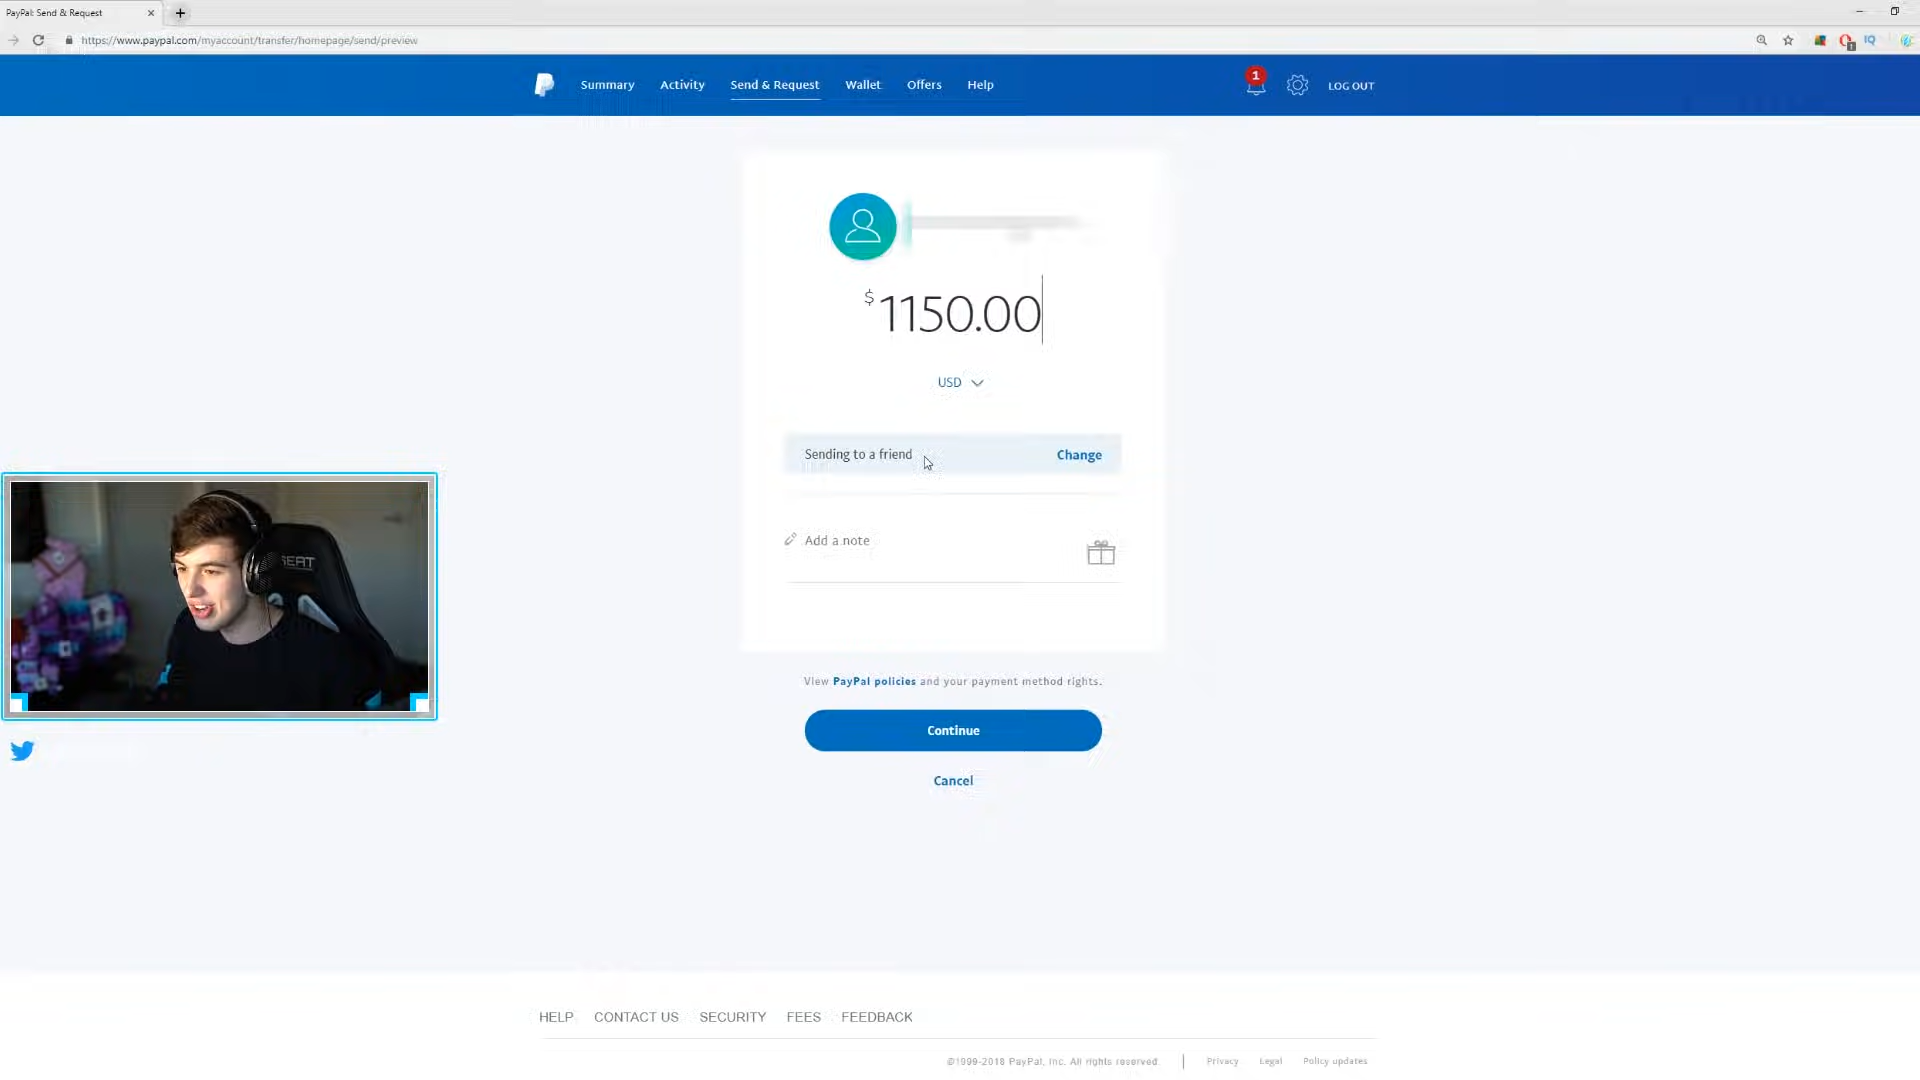 PayPal: Send & Request
https://www.paypal.com/myaccount/transfer/homepage/send/preview
Summary Activity Send & Request Wallet Offers Help 1 LOG OUT
$1150.00
USD
Sending to a friend Change
Add a note
SEAT
View PayPal policies and your payment method rights.
Continue
Cancel
HELP CONTACT US SECURITY FEES FEEDBACK
©1999-2018 PayPal, Inc. All rights reserved. | Privacy Legal Policy updates